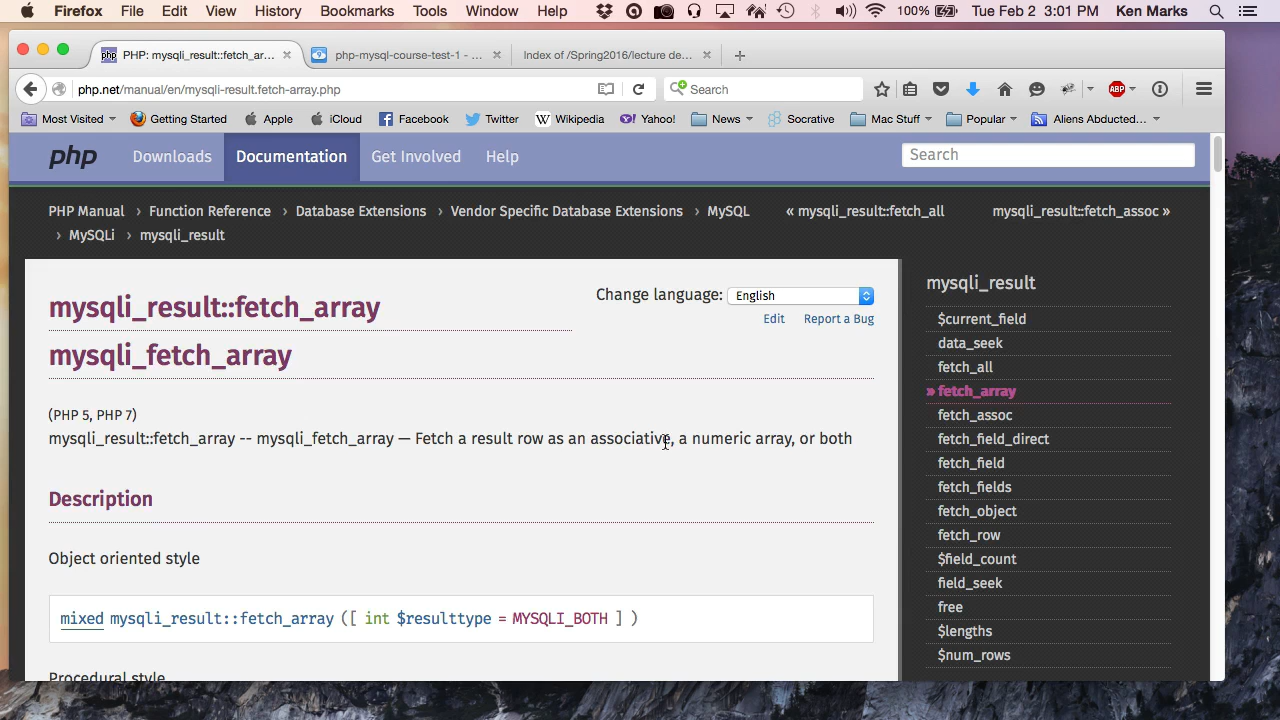 Firefox File Edit View History Bookmarks Tools Window Help 100% Tue Feb 2 3:01 PM Ken Marks
php PHP: mysqli_result::fetch_ar... × php-mysql-course-test-1 - ... × Index of /Spring2016/lecture de... × +
php.net/manual/en/mysqli-result.fetch-array.php Search ABP
Most Visited Getting Started Apple iCloud Facebook Twitter W Wikipedia Y! Yahoo! News Socrative Mac Stuff Popular Aliens Abducted...
php Downloads Documentation Get Involved Help Search
PHP Manual › Function Reference › Database Extensions › Vendor Specific Database Extensions › MySQL « mysqli_result::fetch_all mysqli_result::fetch_assoc »
› MySQLi › mysqli_result
mysqli_result::fetch_array
Change language: English
Edit Report a Bug
mysqli_fetch_array
(PHP 5, PHP 7)
mysqli_result::fetch_array -- mysqli_fetch_array — Fetch a result row as an associative, a numeric array, or both
Description
Object oriented style
mixed mysqli_result::fetch_array ([ int $resulttype = MYSQLI_BOTH ] )
Procedural style
mysqli_result
$current_field
data_seek
fetch_all
» fetch_array
fetch_assoc
fetch_field_direct
fetch_field
fetch_fields
fetch_object
fetch_row
$field_count
field_seek
free
$lengths
$num_rows